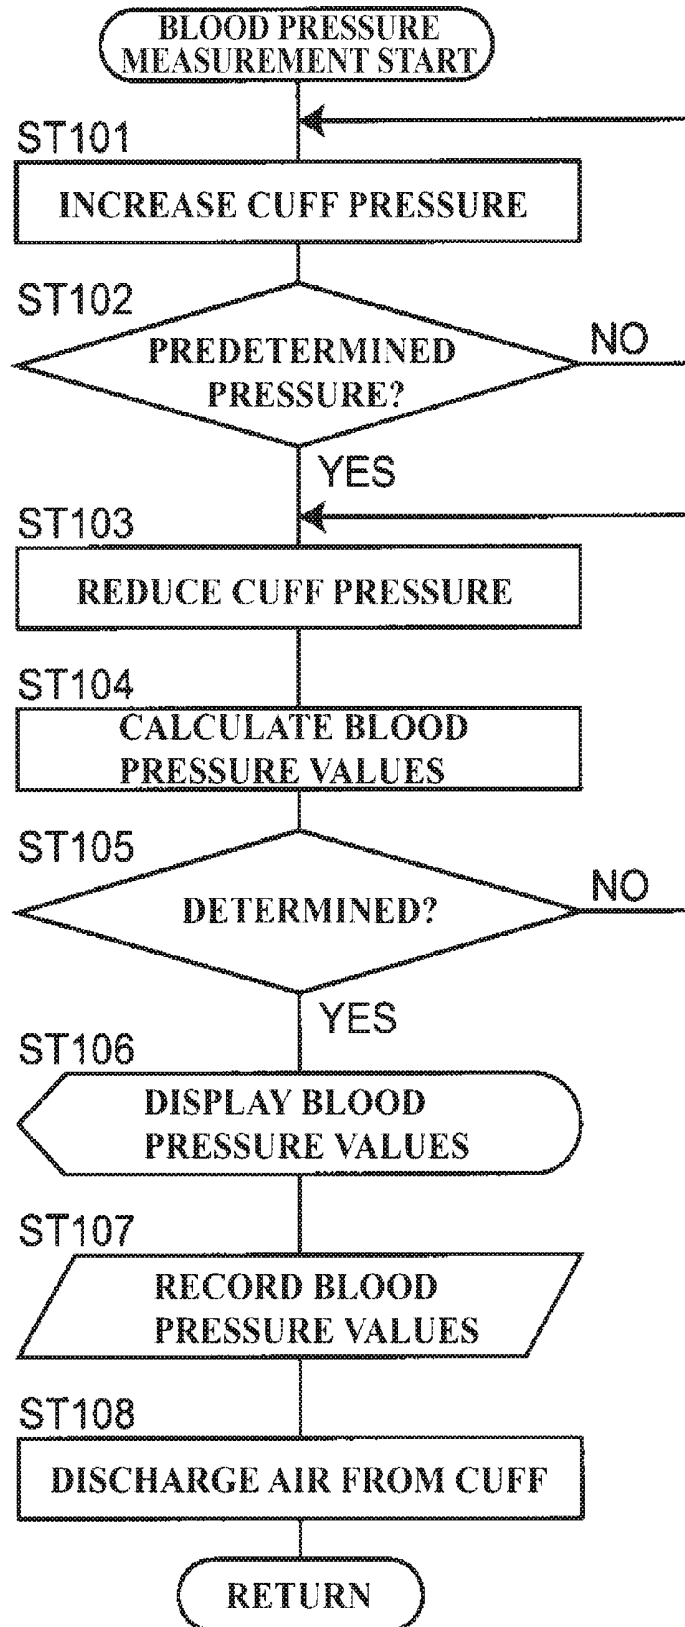 BLOOD PRESSURE
MEASUREMENT START
ST101
INCREASE CUFF PRESSURE
ST102
PREDETERMINED
PRESSURE?
NO
YES
ST103
REDUCE CUFF PRESSURE
ST104
CALCULATE BLOOD
PRESSURE VALUES
ST105
DETERMINED?
NO
YES
ST106
DISPLAY BLOOD
PRESSURE VALUES
ST107
RECORD BLOOD
PRESSURE VALUES
ST108
DISCHARGE AIR FROM CUFF
RETURN